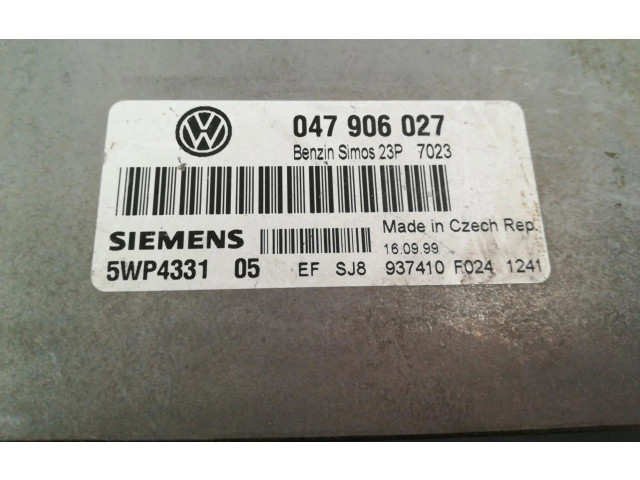 VW
047 906 027
Benzin Simos 23P 7023
SIEMENS
Made in Czech Rep.
16.09.99
5WP4331 05 EF SJ8 937410 F024 1241